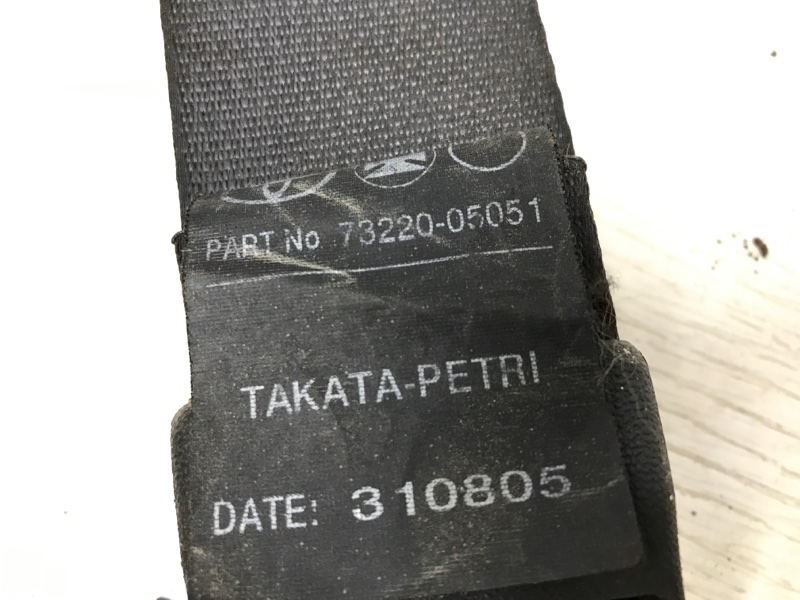 PART No 73220-05051
TAKATA-PETRI
DATE: 310805